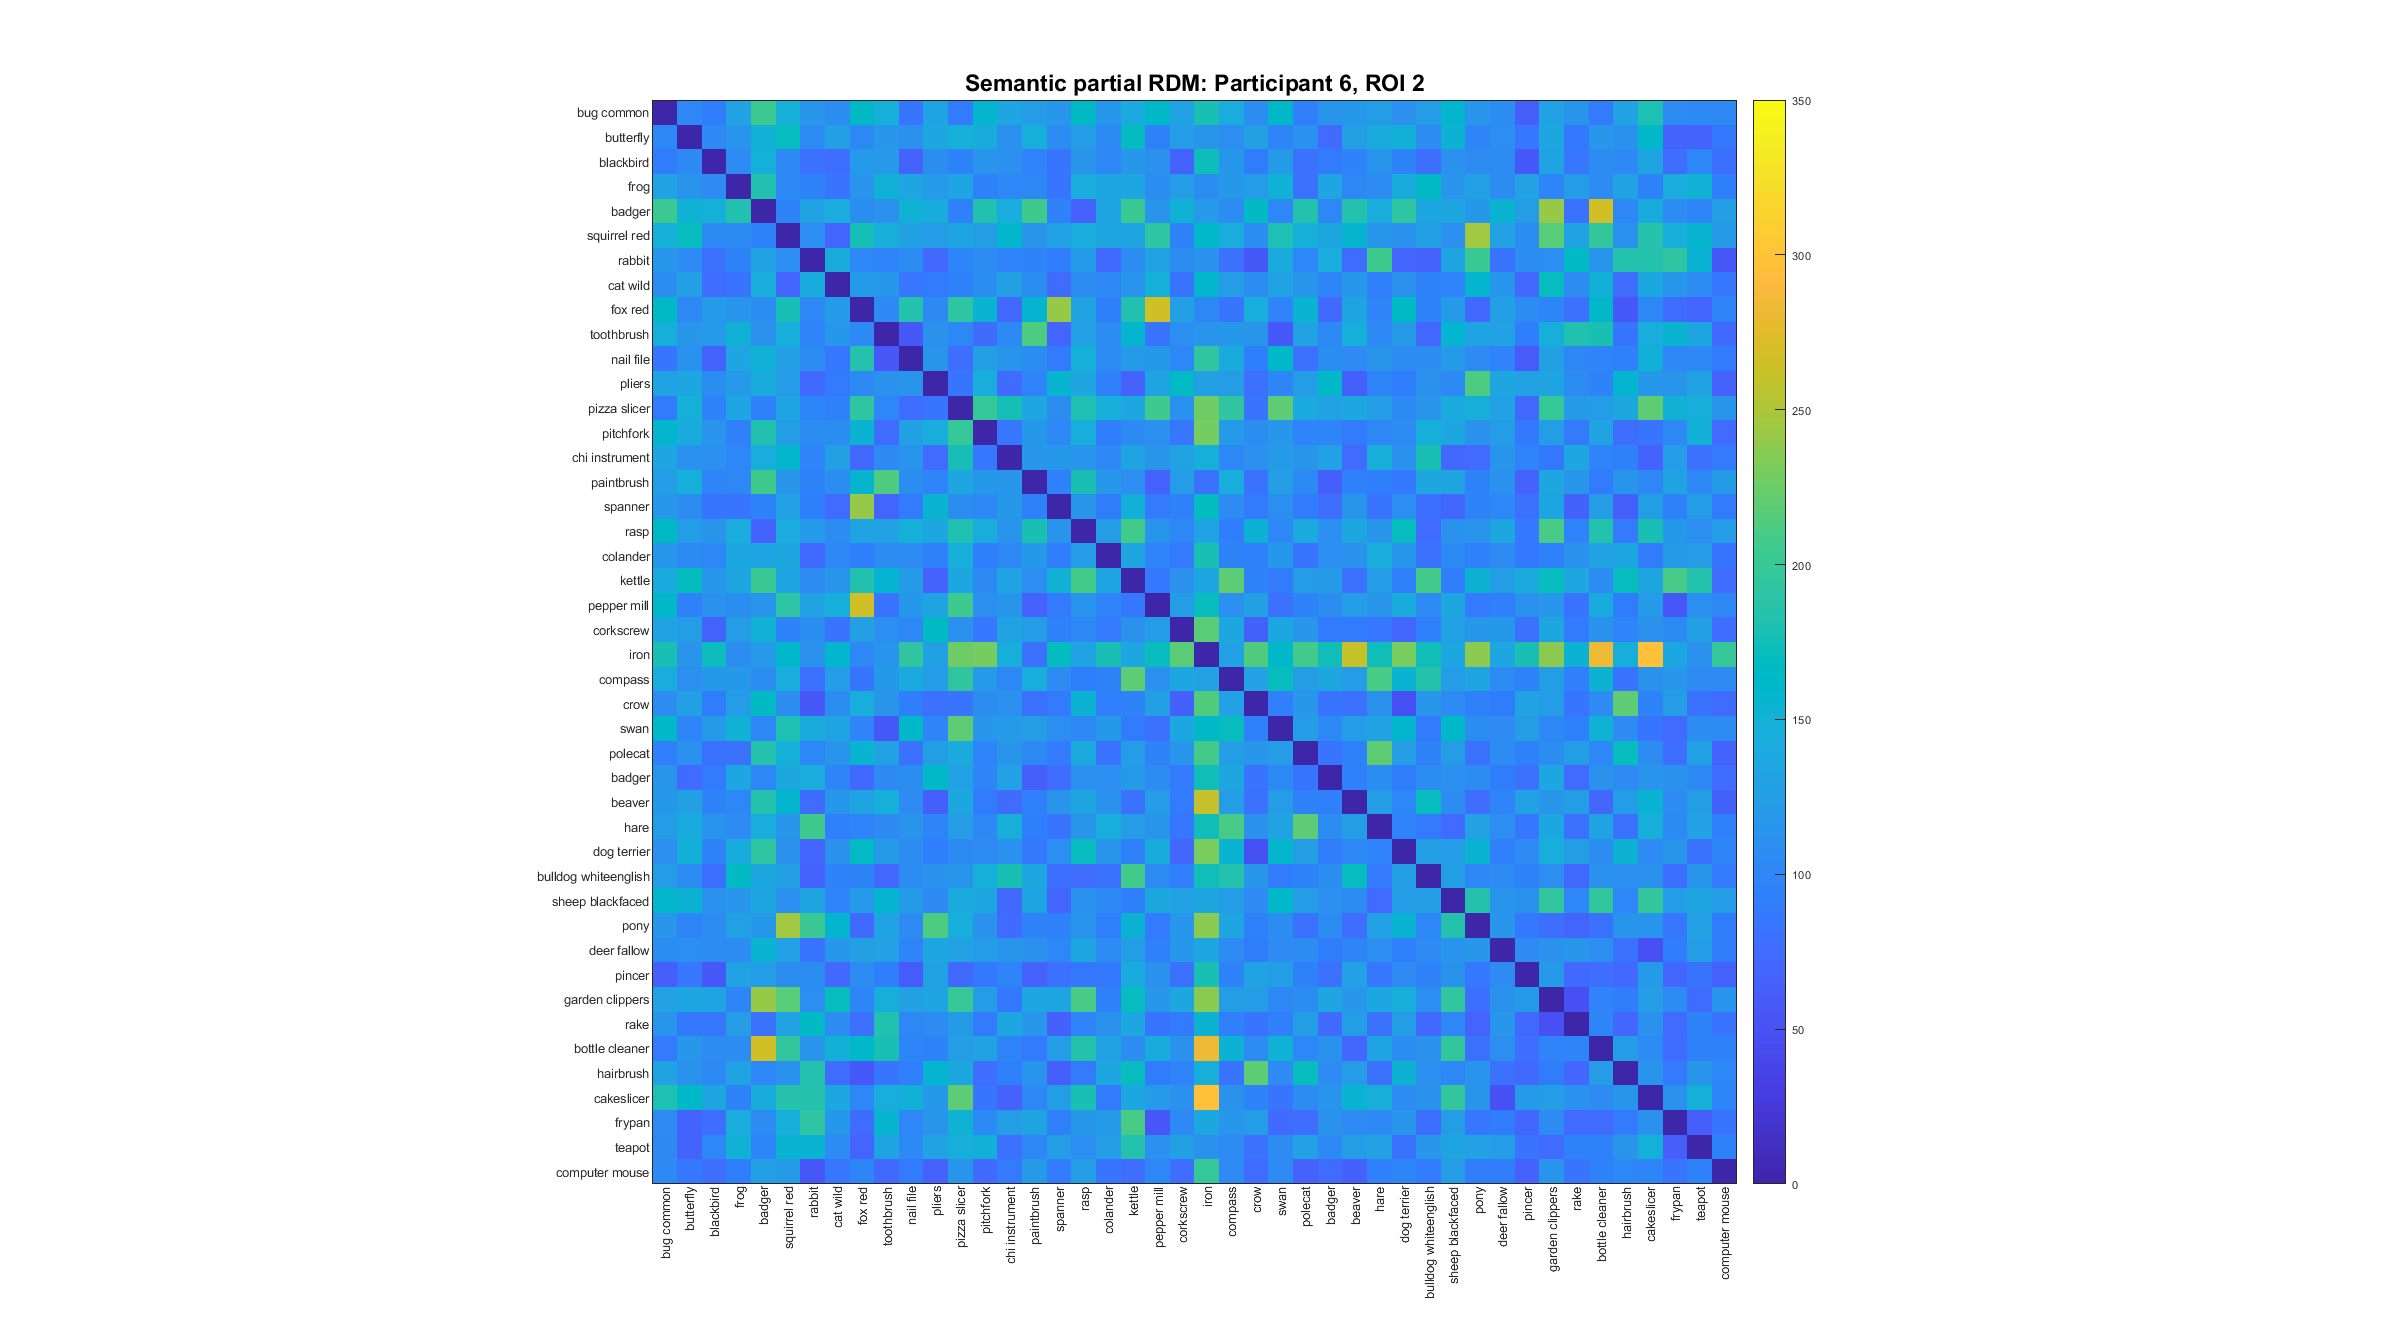 Semantic partial RDM: Participant 6, ROI 2
bug common
butterfly
blackbird
frog
badger
squirrel red
rabbit
cat wild
fox red
toothbrush
nail file
pliers
pizza slicer
pitchfork
chi instrument
paintbrush
spanner
rasp
colander
kettle
pepper mill
corkscrew
iron
compass
crow
swan
polecat
badger
beaver
hare
dog terrier
bulldog whiteenglish
sheep blackfaced
pony
deer fallow
pincer
garden clippers
rake
bottle cleaner
hairbrush
cakeslicer
frypan
teapot
computer mouse
bug common
butterfly
blackbird
frog
badger
squirrel red
rabbit
cat wild
fox red
toothbrush
nail file
pliers
pizza slicer
pitchfork
chi instrument
paintbrush
spanner
rasp
colander
kettle
pepper mill
corkscrew
iron
compass
crow
swan
polecat
badger
beaver
hare
dog terrier
bulldog whiteenglish
sheep blackfaced
pony
deer fallow
pincer
garden clippers
rake
bottle cleaner
hairbrush
cakeslicer
frypan
teapot
computer mouse
350
300
250
200
150
100
50
0